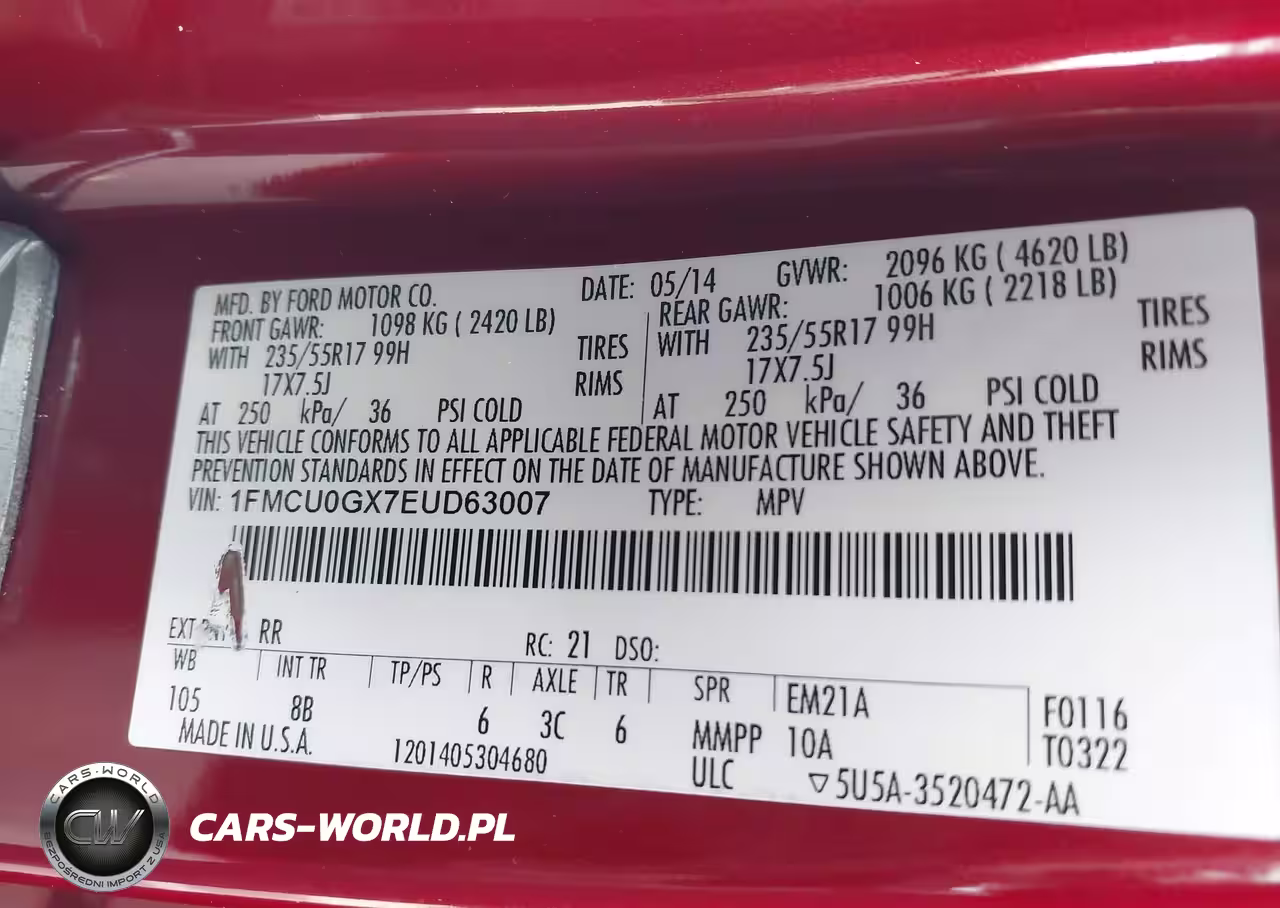 MFD. BY FORD MOTOR CO. DATE: 05/14 GVWR: 2096 KG ( 4620 LB)
FRONT GAWR: 1098 KG ( 2420 LB) REAR GAWR: 1006 KG ( 2218 LB)
WITH 235/55R17 99H TIRES WITH 235/55R17 99H TIRES
17X7.5J RIMS 17X7.5J RIMS
AT 250 kPa/ 36 PSI COLD AT 250 kPa/ 36 PSI COLD
THIS VEHICLE CONFORMS TO ALL APPLICABLE FEDERAL MOTOR VEHICLE SAFETY AND THEFT
PREVENTION STANDARDS IN EFFECT ON THE DATE OF MANUFACTURE SHOWN ABOVE.
VIN: 1FMCU0GX7EUD63007 TYPE: MPV
EXT RR RC: 21 DSO:
WB INT TR TP/PS R AXLE TR SPR EM21A F0116
105 8B 6 3C 6 MMPP 10A T0322
MADE IN U.S.A. 1201405304680 ULC ▽5U5A-3520472-AA
CARS-WORLD
CW
BEZPOŚREDNI IMPORT Z USA
CARS-WORLD.PL